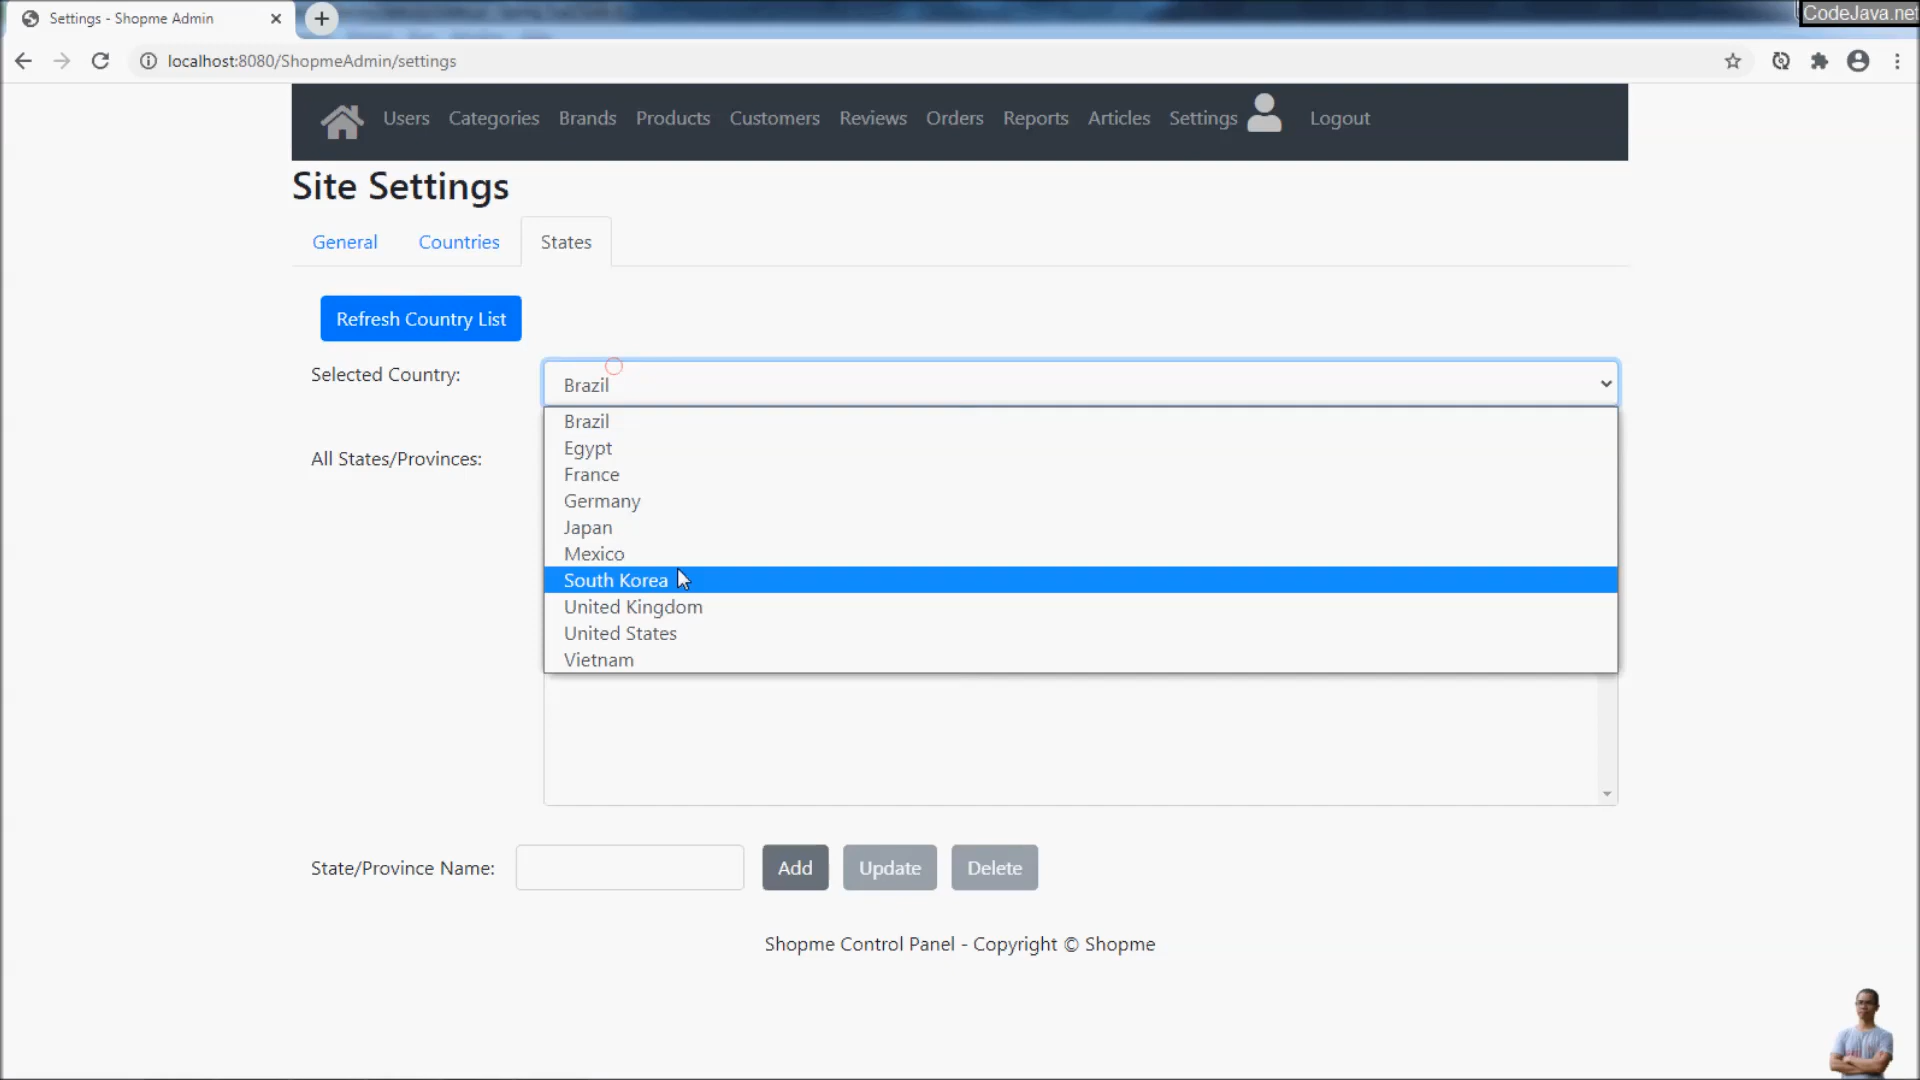 Settings - Shopme Admin
CodeJava.net
localhost:8080/ShopmeAdmin/settings
Users Categories Brands Products Customers Reviews Orders Reports Articles Settings Logout
Site Settings
General Countries States
Refresh Country List
Selected Country:
Brazil
Brazil
Egypt
France
Germany
Japan
Mexico
South Korea
United Kingdom
United States
Vietnam
All States/Provinces:
State/Province Name: Add Update Delete
Shopme Control Panel - Copyright © Shopme